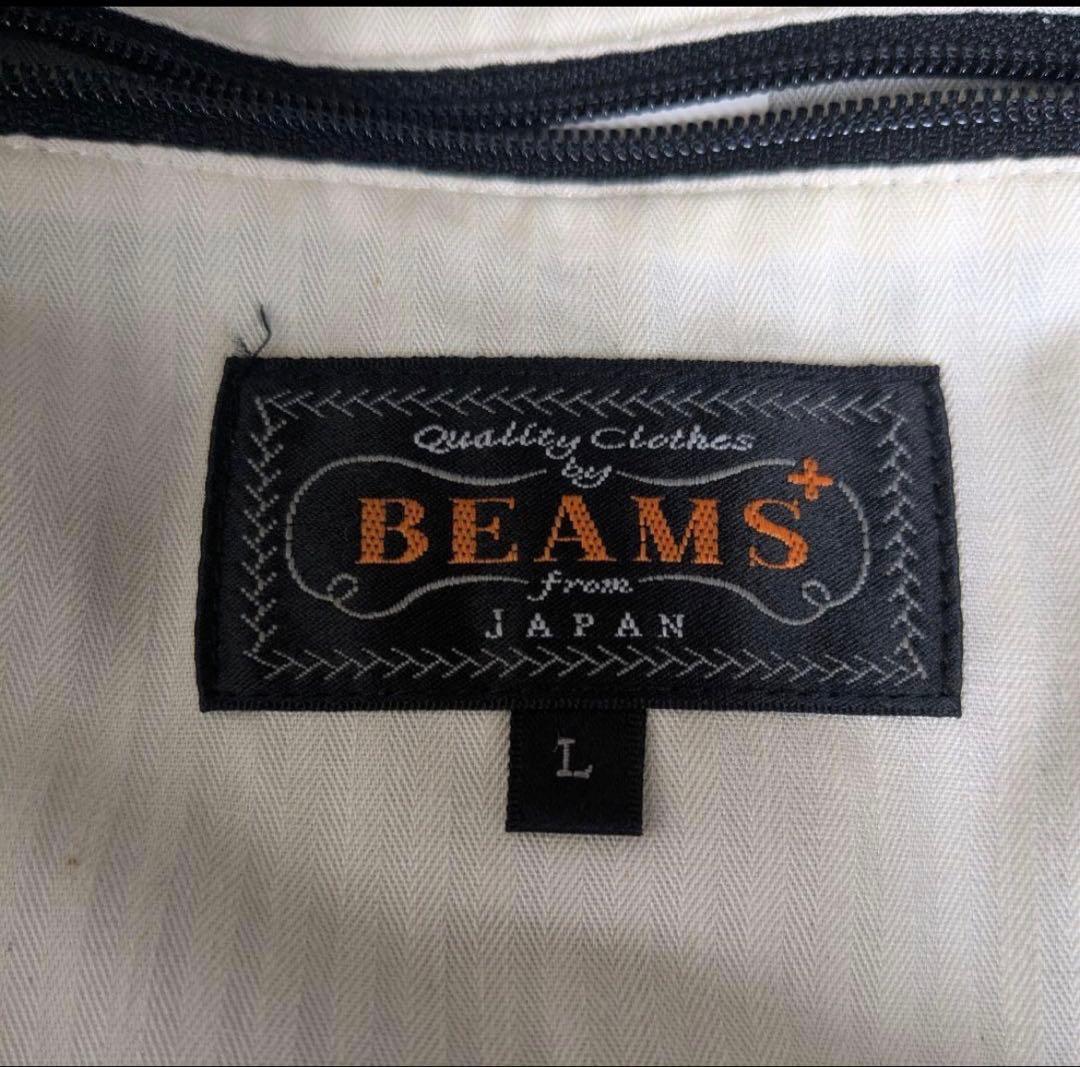 Quality Clothes
by
BEAMS+
from
JAPAN
L